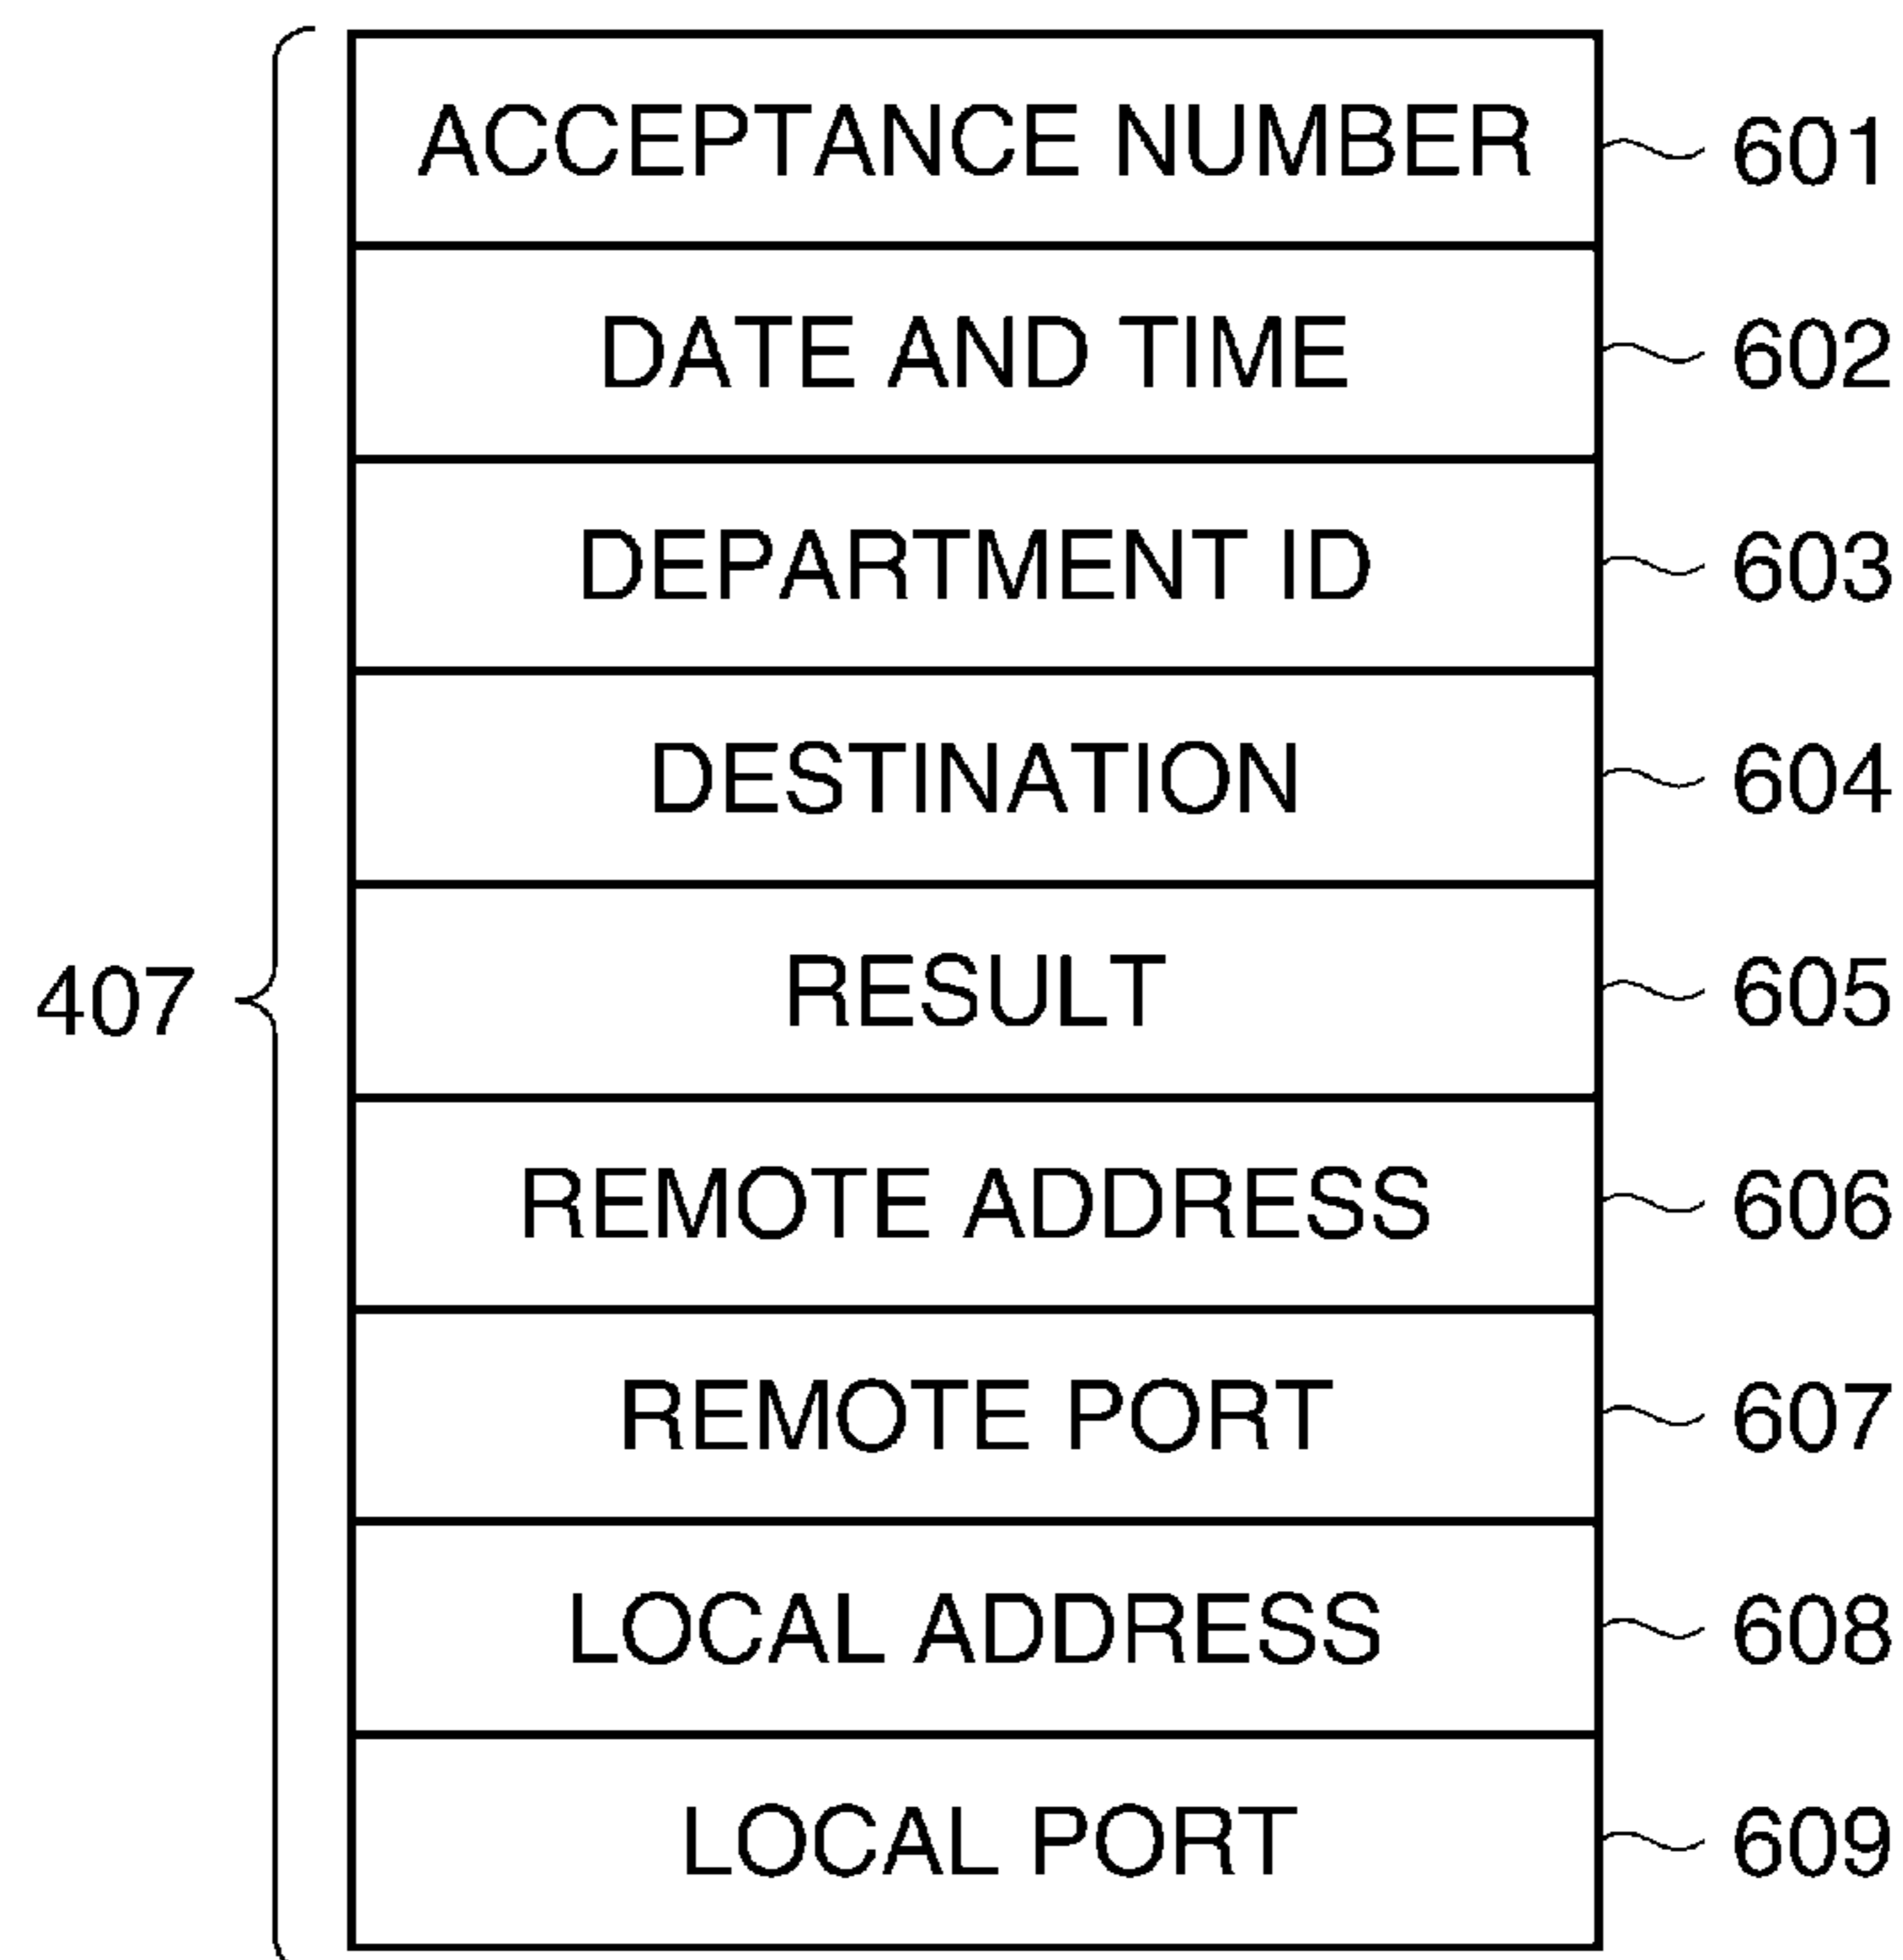 ACCEPTANCE NUMBER 601
DATE AND TIME 602
DEPARTMENT ID 603
DESTINATION 604
407 RESULT 605
REMOTE ADDRESS 606
REMOTE PORT 607
LOCAL ADDRESS 608
LOCAL PORT 609